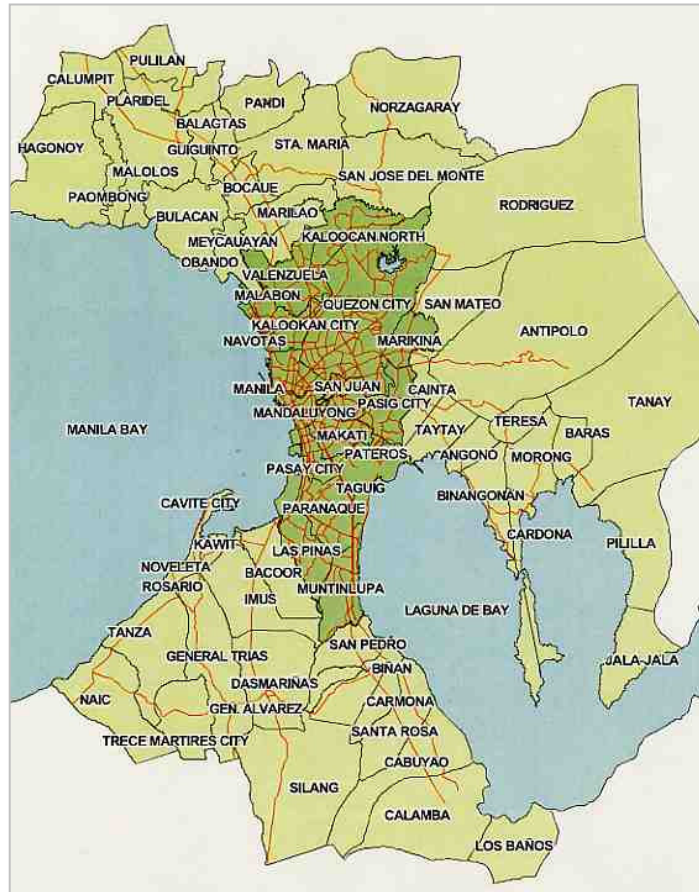 PULILAN
CALUMPIT
PLARIDEL
PANDI
NORZAGARAY
BALAGTAS
STA. MARIA
HAGONOY
GUIGUINTO
MALOLOS
SAN JOSE DEL MONTE
BOCAUE
PAOMBONG
RODRIGUEZ
BULACAN
MARILAO
KALOOCAN NORTH
MEYCAUAYAN
OBANDO
VALENZUELA
MALABON
QUEZON CITY
SAN MATEO
KALOOKAN CITY
ANTIPOLO
NAVOTAS
MARIKINA
MANILA
SAN JUAN
CAINTA
PASIG CITY
TANAY
MANDALUYONG
TERESA
MANILA BAY
MAKATI
TAYTAY
BARAS
PATEROS
ANGONO
MORONG
PASAY CITY
TAGUIG
BINANGONAN
CAVITE CITY
PARANAQUE
CARDONA
KAWIT
LAS PINAS
PILILLA
NOVELETA
BACOOR
ROSARIO
MUNTINLUPA
IMUS
LAGUNA DE BAY
TANZA
SAN PEDRO
GENERAL TRIAS
JALA-JALA
BIÑAN
DASMARIÑAS
NAIC
CARMONA
GEN. ALVAREZ
SANTA ROSA
TRECE MARTIRES CITY
CABUYAO
SILANG
CALAMBA
LOS BAÑOS